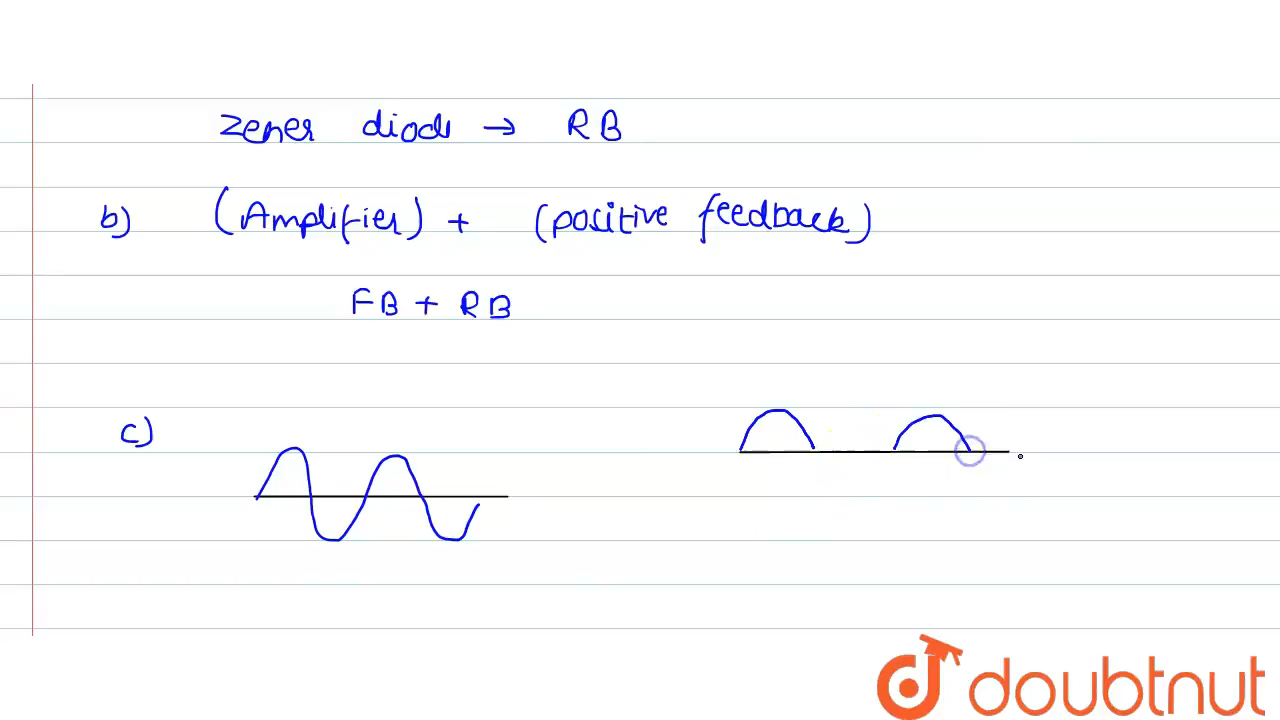 Zener diode → RB
b) (Amplifier) + (positive feedback)
FB + RB
c)
doubtnut